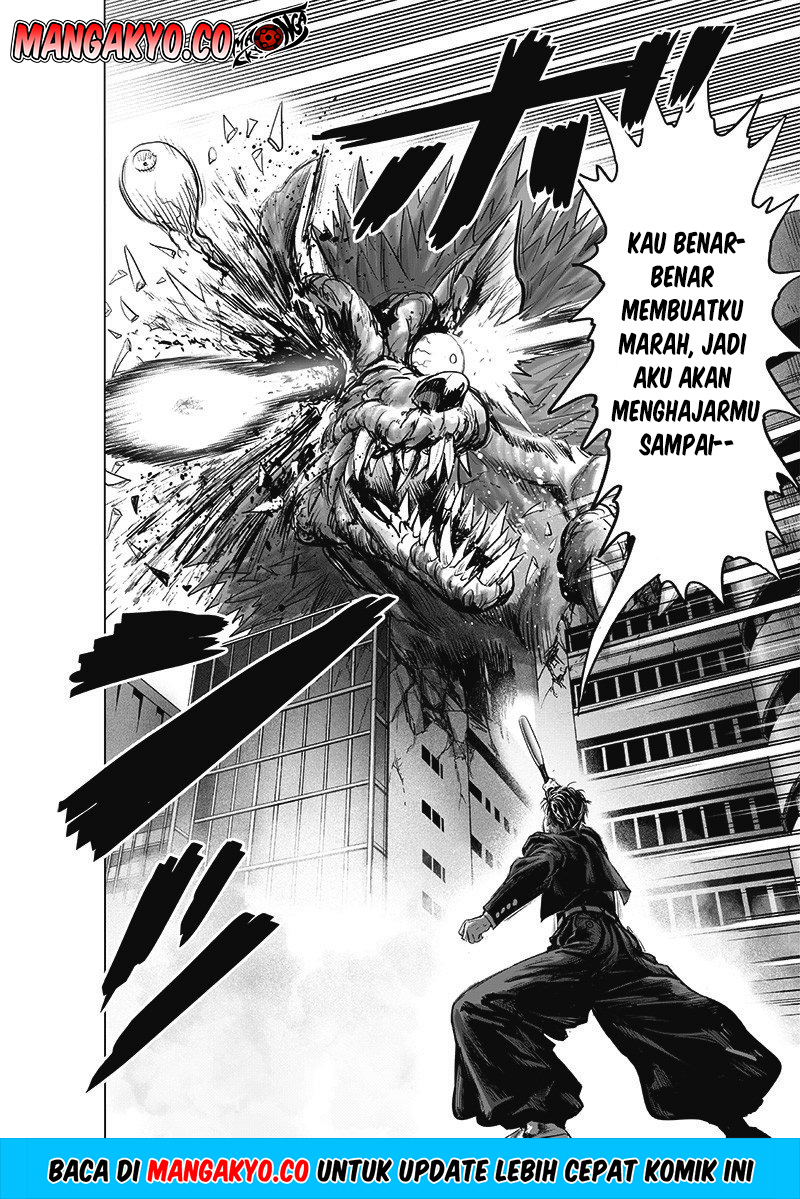 MANGAKYO.CO
ボ
KAU BENAR-
BENAR
MEMBUATKU
MARAH, JADI
AKU AKAN
MENGHAJARMU
SAMPAI--
BACA DI MANGAKYO.CO UNTUK UPDATE LEBIH CEPAT KOMIK INI